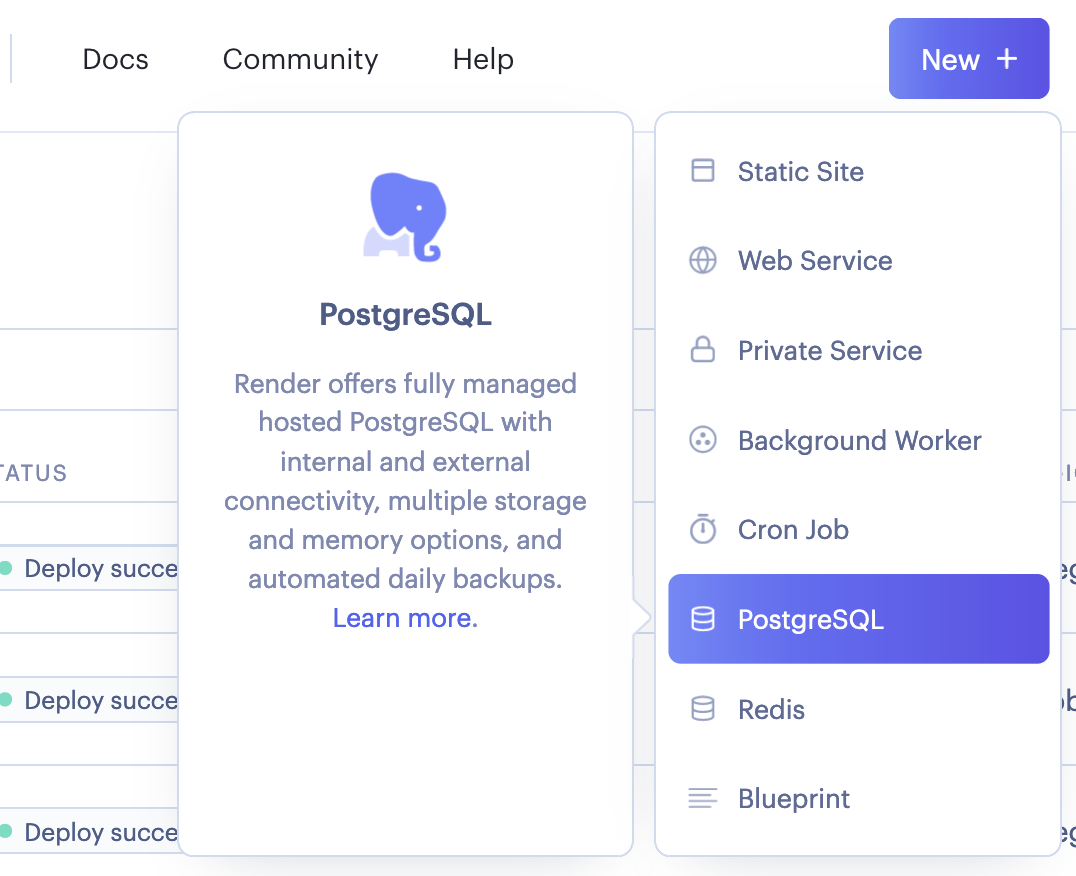 Docs Community Help New +
PostgreSQL
Render offers fully managed
hosted PostgreSQL with
internal and external
connectivity, multiple storage
and memory options, and
automated daily backups.
Learn more.
Static Site
Web Service
Private Service
Background Worker
Cron Job
PostgreSQL
Redis
Blueprint
TATUS
Deploy succe
Deploy succe
Deploy succe